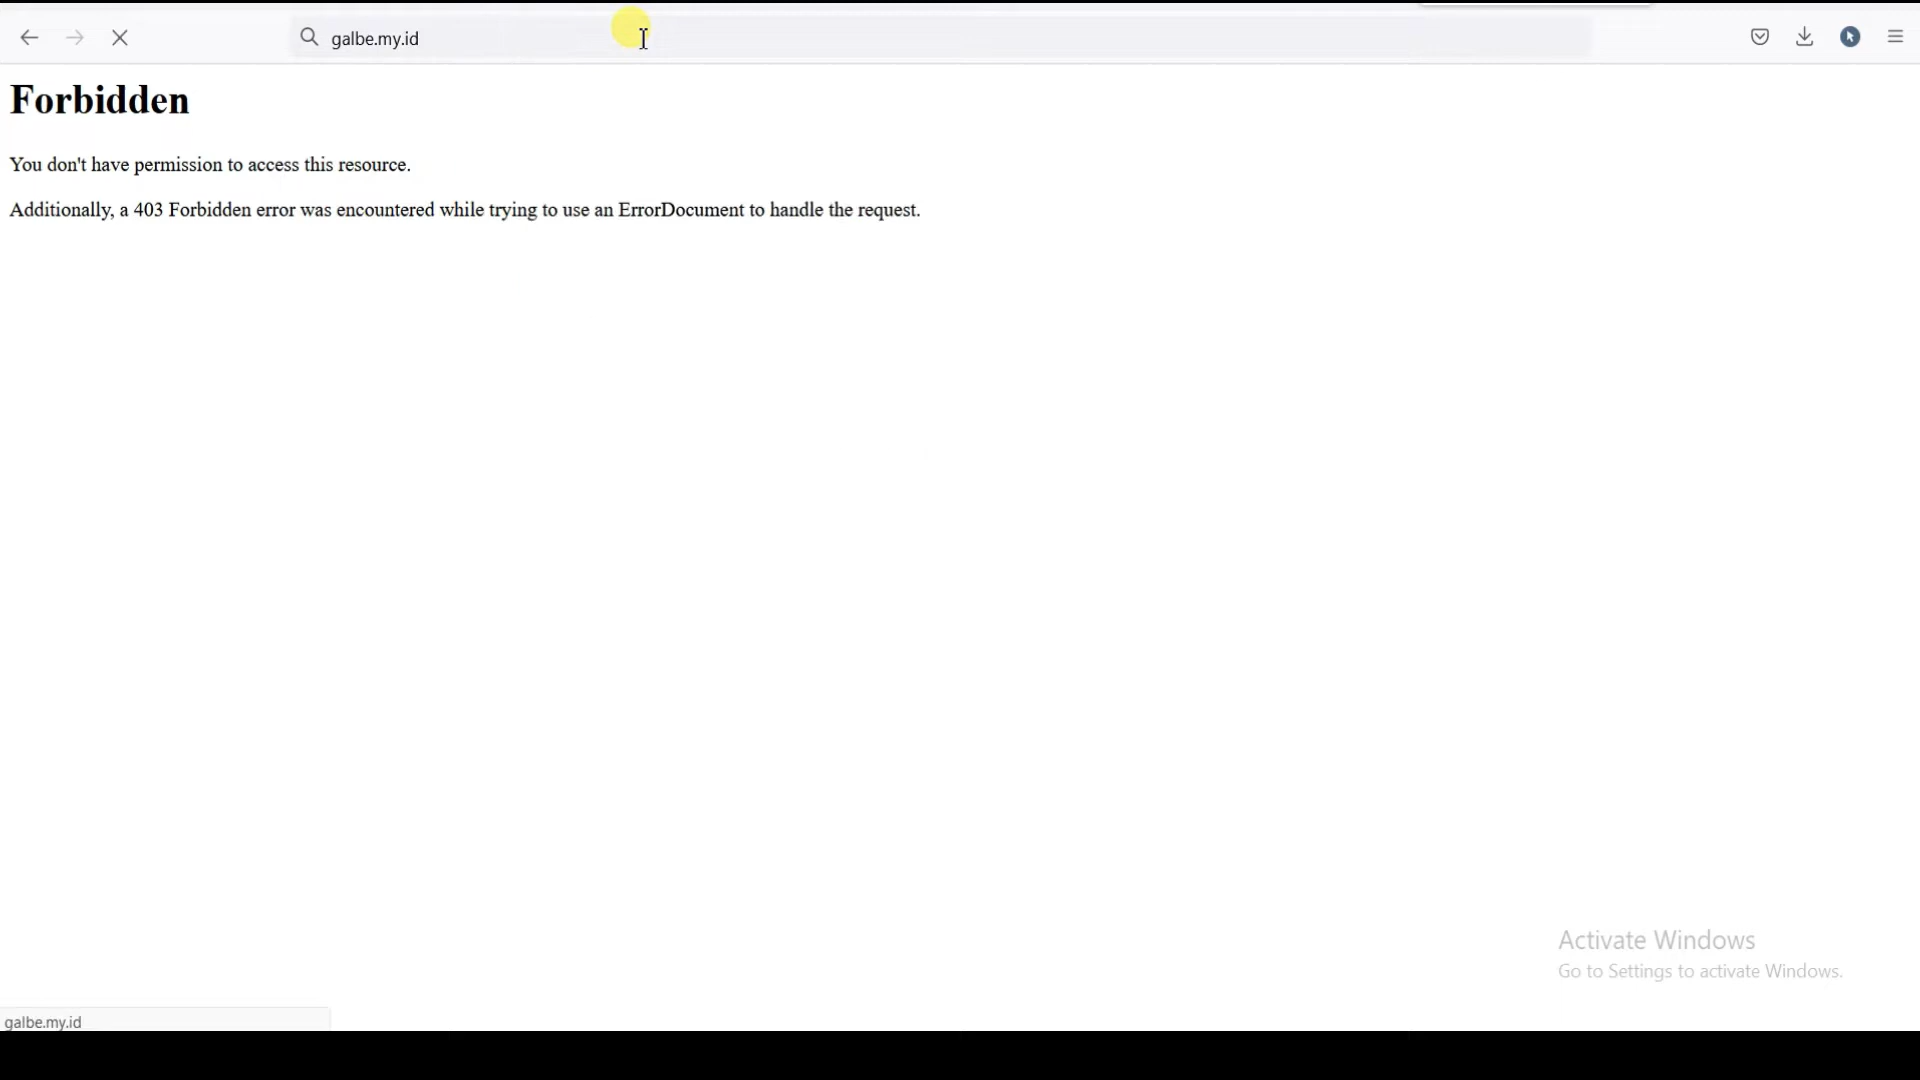 galbe.my.id
Forbidden
You don't have permission to access this resource.
Additionally, a 403 Forbidden error was encountered while trying to use an ErrorDocument to handle the request.
Activate Windows
Go to Settings to activate Windows.
galbe.my.id